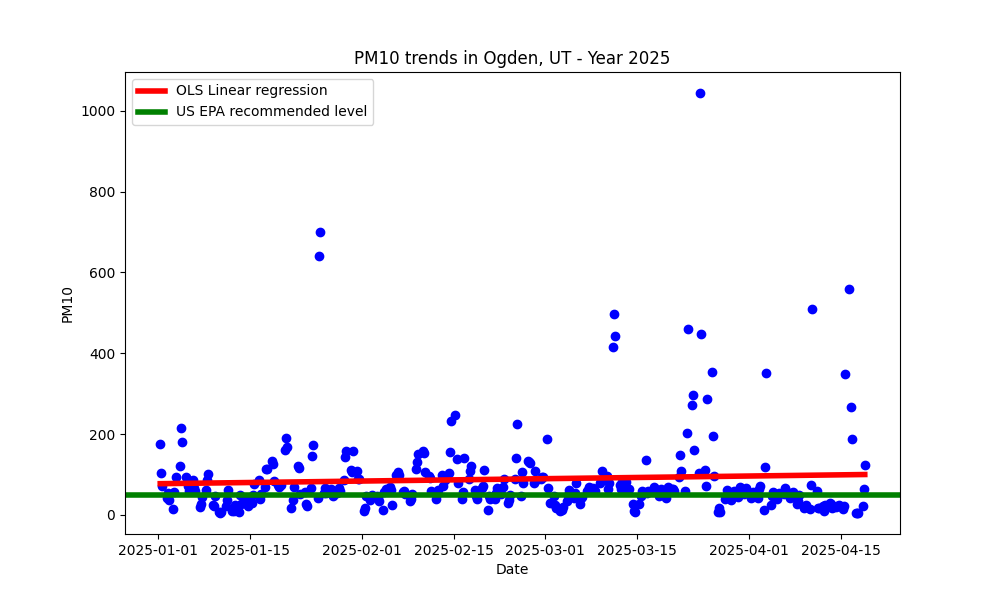 PM10 trends in Ogden, UT - Year 2025
OLS Linear regression
US EPA recommended level
1000
800
600
400
200
0
PM10
2025-01-01 2025-01-15 2025-02-01 2025-02-15 2025-03-01 2025-03-15 2025-04-01 2025-04-15
Date